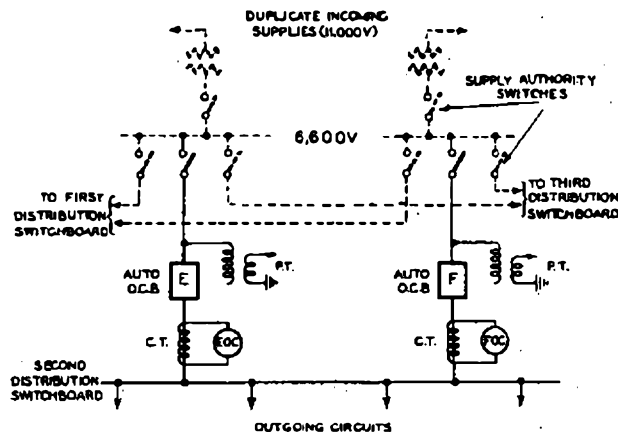 DUPLICATE INCOMING
SUPPLIES (11,000V)
SUPPLY AUTHORITY
SWITCHES
6,600V
TO FIRST
DISTRIBUTION
SWITCHBOARD
TO THIRD
DISTRIBUTION
SWITCHBOARD
AUTO
O.C.B
E
P.T.
AUTO
O.C.B
F
P.T.
C.T.
EOC
C.T.
FOC
SECOND
DISTRIBUTION
SWITCHBOARD
OUTGOING CIRCUITS